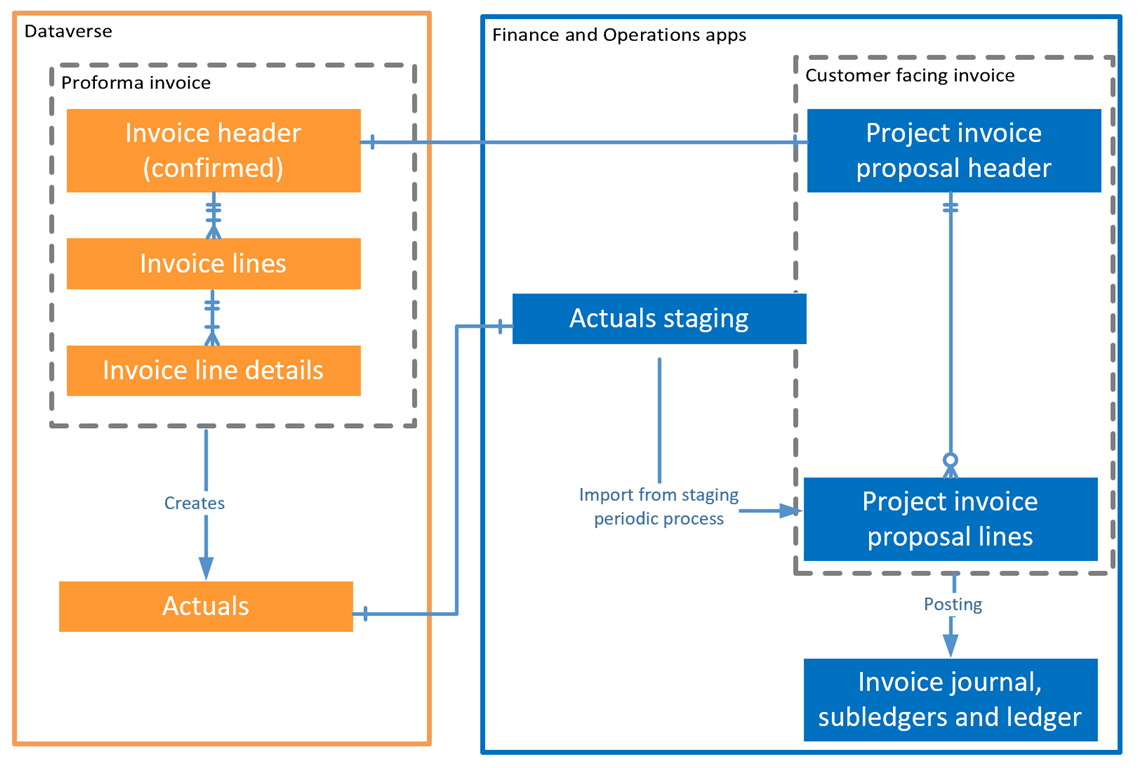 Dataverse
Proforma invoice
Invoice header
(confirmed)
Invoice lines
Invoice line details
Creates
Actuals
Finance and Operations apps
Customer facing invoice
Project invoice
proposal header
Actuals staging
Import from staging
periodic process
Project invoice
proposal lines
Posting
Invoice journal,
subledgers and ledger